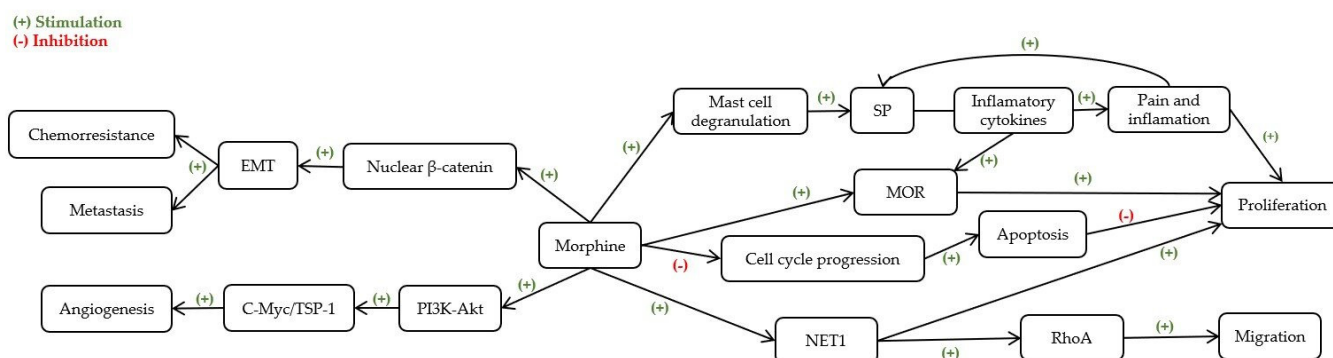 (+) Stimulation
(-) Inhibition
(+)
Mast cell
degranulation
(+)
SP
Inflamatory
cytokines
(+)
Pain and
inflamation
Chemorresistance
(+)
EMT
(+)
Nuclear β-catenin
(+)
(+)
(+)
(+)
Metastasis
(+)
MOR
(+)
Proliferation
Morphine
(-)
Cell cycle progression
(+)
Apoptosis
(-)
(+)
Angiogenesis
(+)
C-Myc/TSP-1
(+)
PI3K-Akt
(+)
(+)
NET1
(+)
RhoA
(+)
Migration